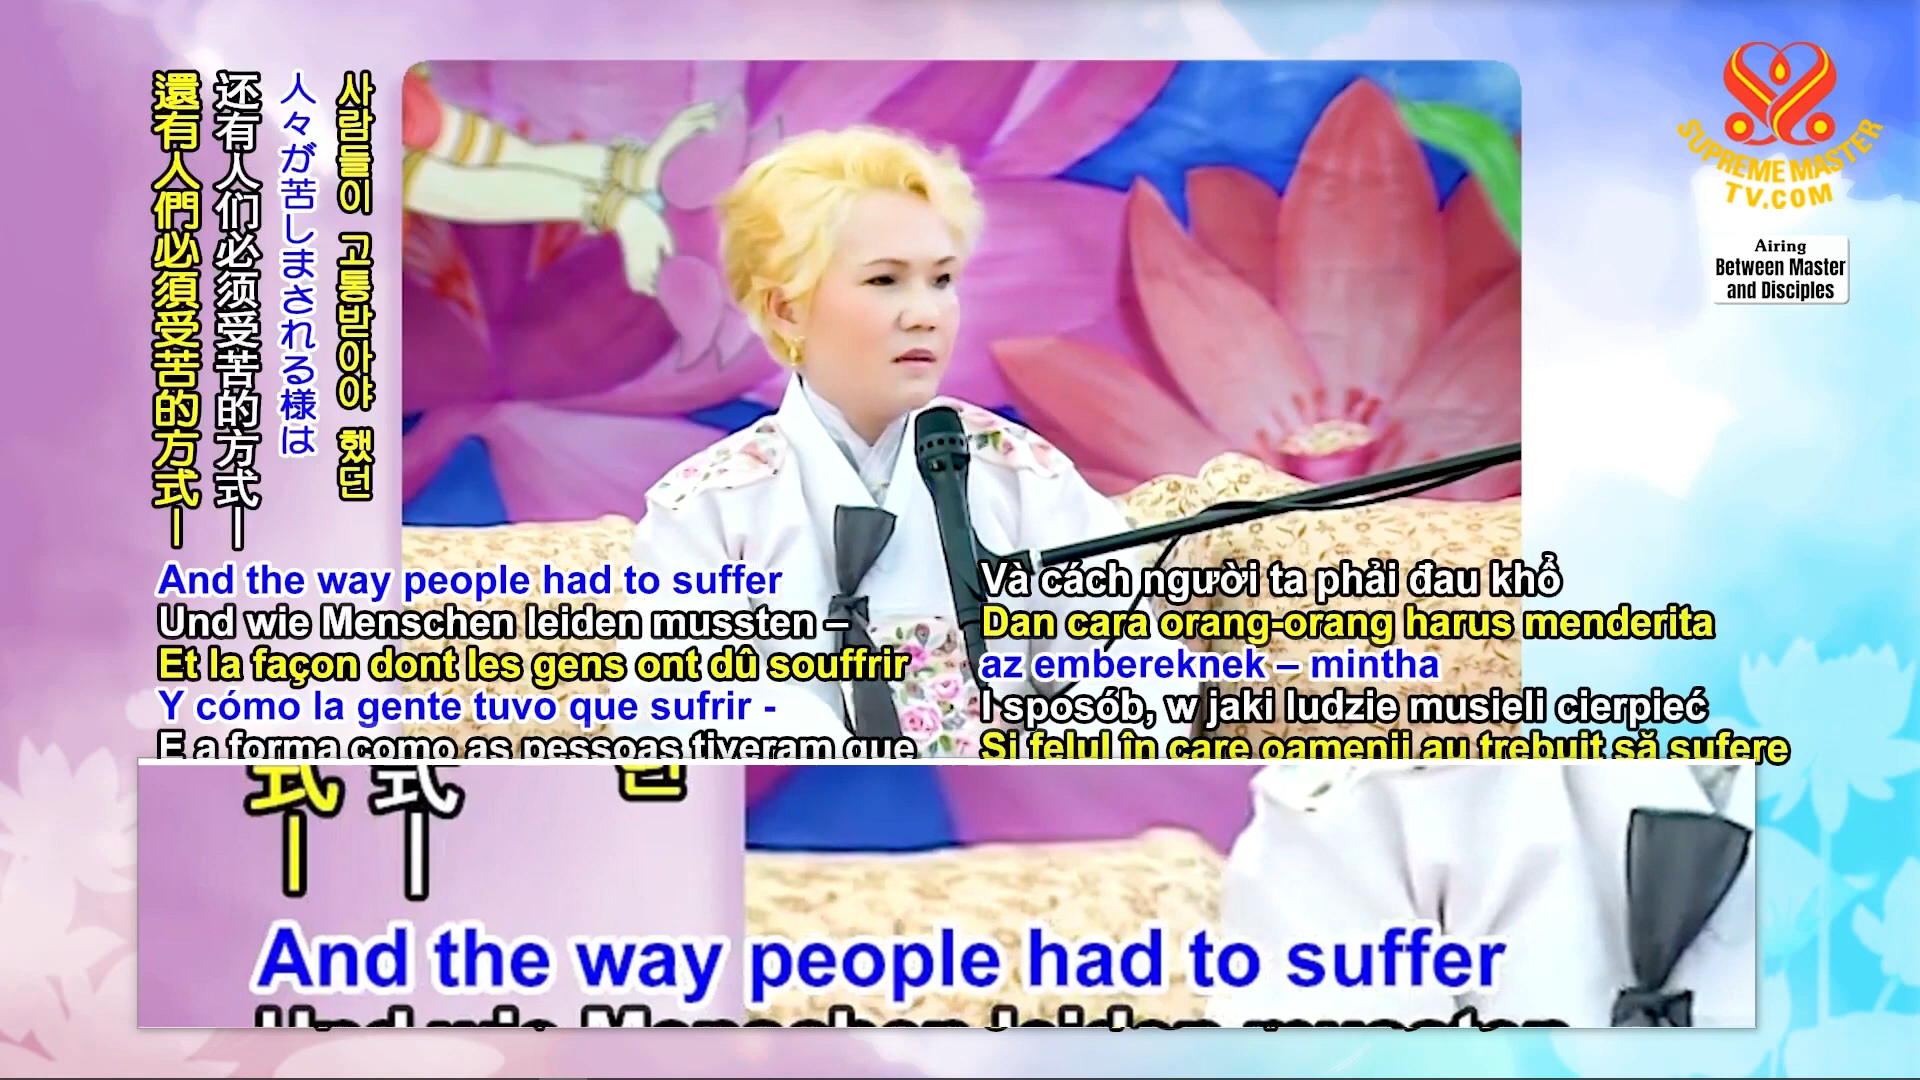 還有人們必須受苦的方式—
还有人们必须受苦的方式—
人々が苦しまされる様は
사람들이 고통받아야 했던
SUPREME MASTER
TV.COM
Airing
Between Master
and Disciples
And the way people had to suffer
Und wie Menschen leiden mussten –
Et la façon dont les gens ont dû souffrir
Y cómo la gente tuvo que sufrir -
E a forma como as pessoas tiveram que
Và cách người ta phải đau khổ
Dan cara orang-orang harus menderita
az embereknek – mintha
I sposób, w jaki ludzie musieli cierpieć
Și felul în care oamenii au trebuit să sufere
式— 式— 던
And the way people had to suffer
Und wie Menschen leiden mussten